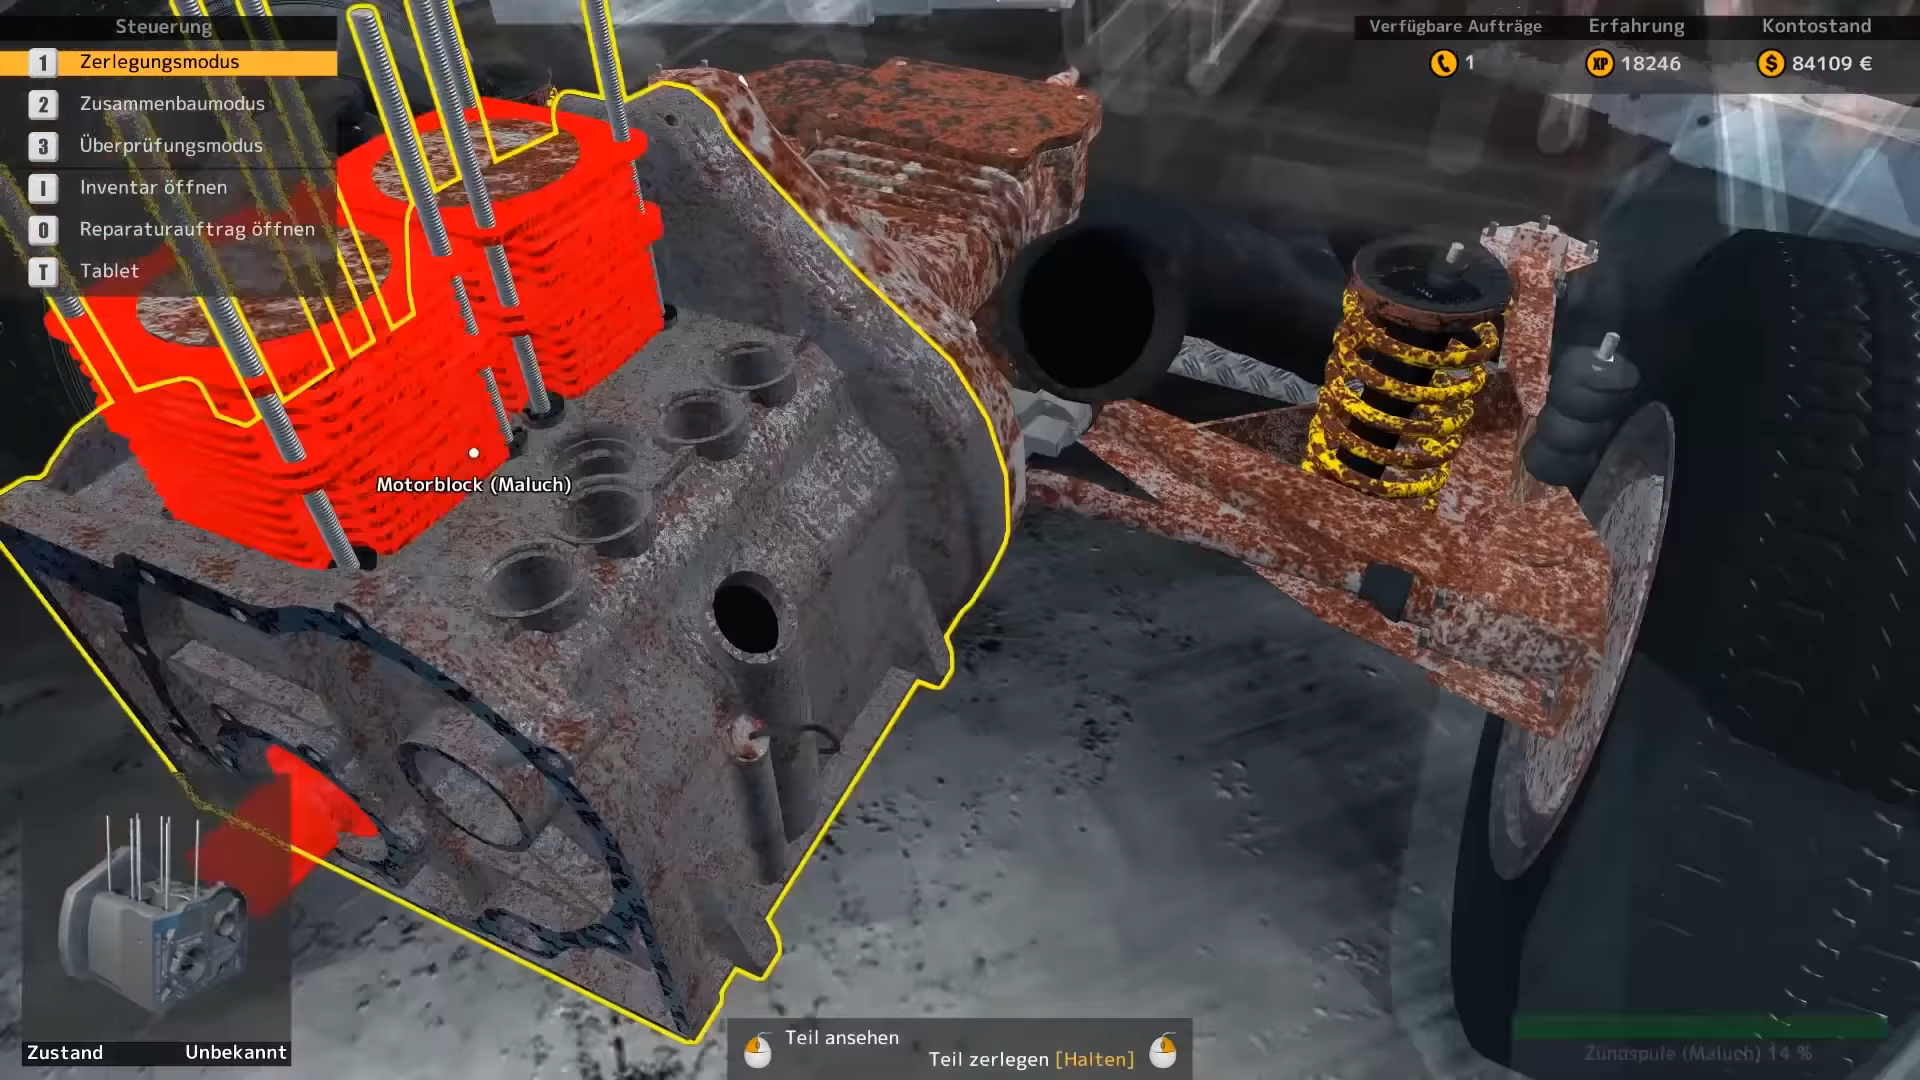 Steuerung
1 Zerlegungsmodus
2 Zusammenbaumodus
3 Überprüfungsmodus
I Inventar öffnen
O Reparaturauftrag öffnen
T Tablet
Verfügbare Aufträge
1
Erfahrung
XP 18246
Kontostand
$ 84109 €
Motorblock (Maluch)
Zustand Unbekannt
Teil ansehen
Teil zerlegen [Halten]
Zündspule (Maluch) 14 %